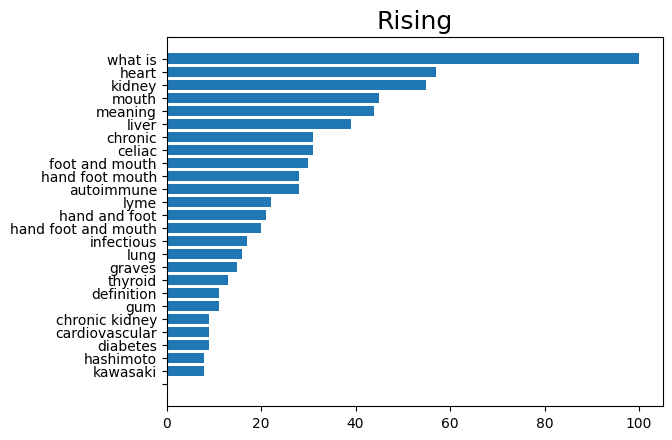 Rising
what is
heart
kidney
mouth
meaning
liver
chronic
celiac
foot and mouth
hand foot mouth
autoimmune
lyme
hand and foot
hand foot and mouth
infectious
lung
graves
thyroid
definition
gum
chronic kidney
cardiovascular
diabetes
hashimoto
kawasaki
0 20 40 60 80 100